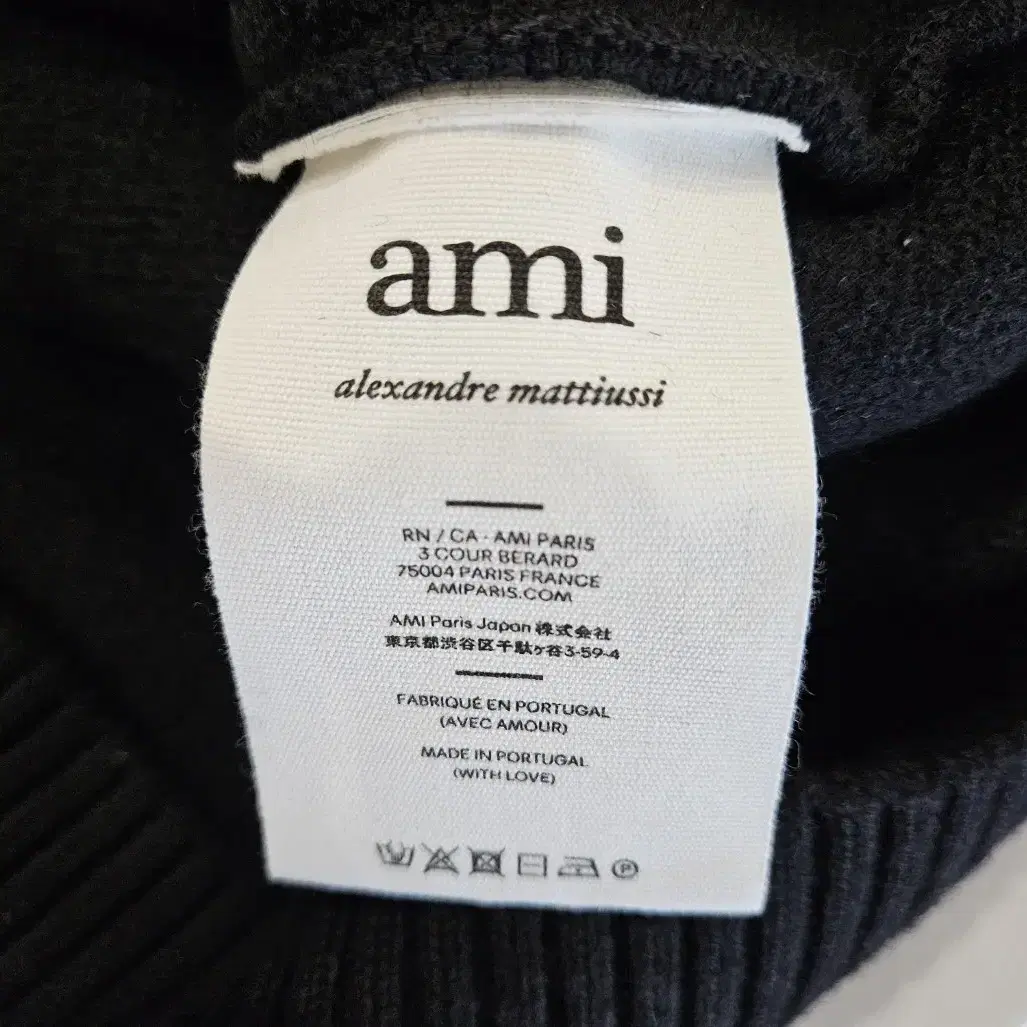 ami
alexandre mattiussi
RN / CA - AMI PARIS
3 COUR BERARD
75004 PARIS FRANCE
AMIPARIS.COM
AMI Paris Japan 株式会社
東京都渋谷区千駄ヶ谷3-59-4
FABRIQUÉ EN PORTUGAL
(AVEC AMOUR)
MADE IN PORTUGAL
(WITH LOVE)
P